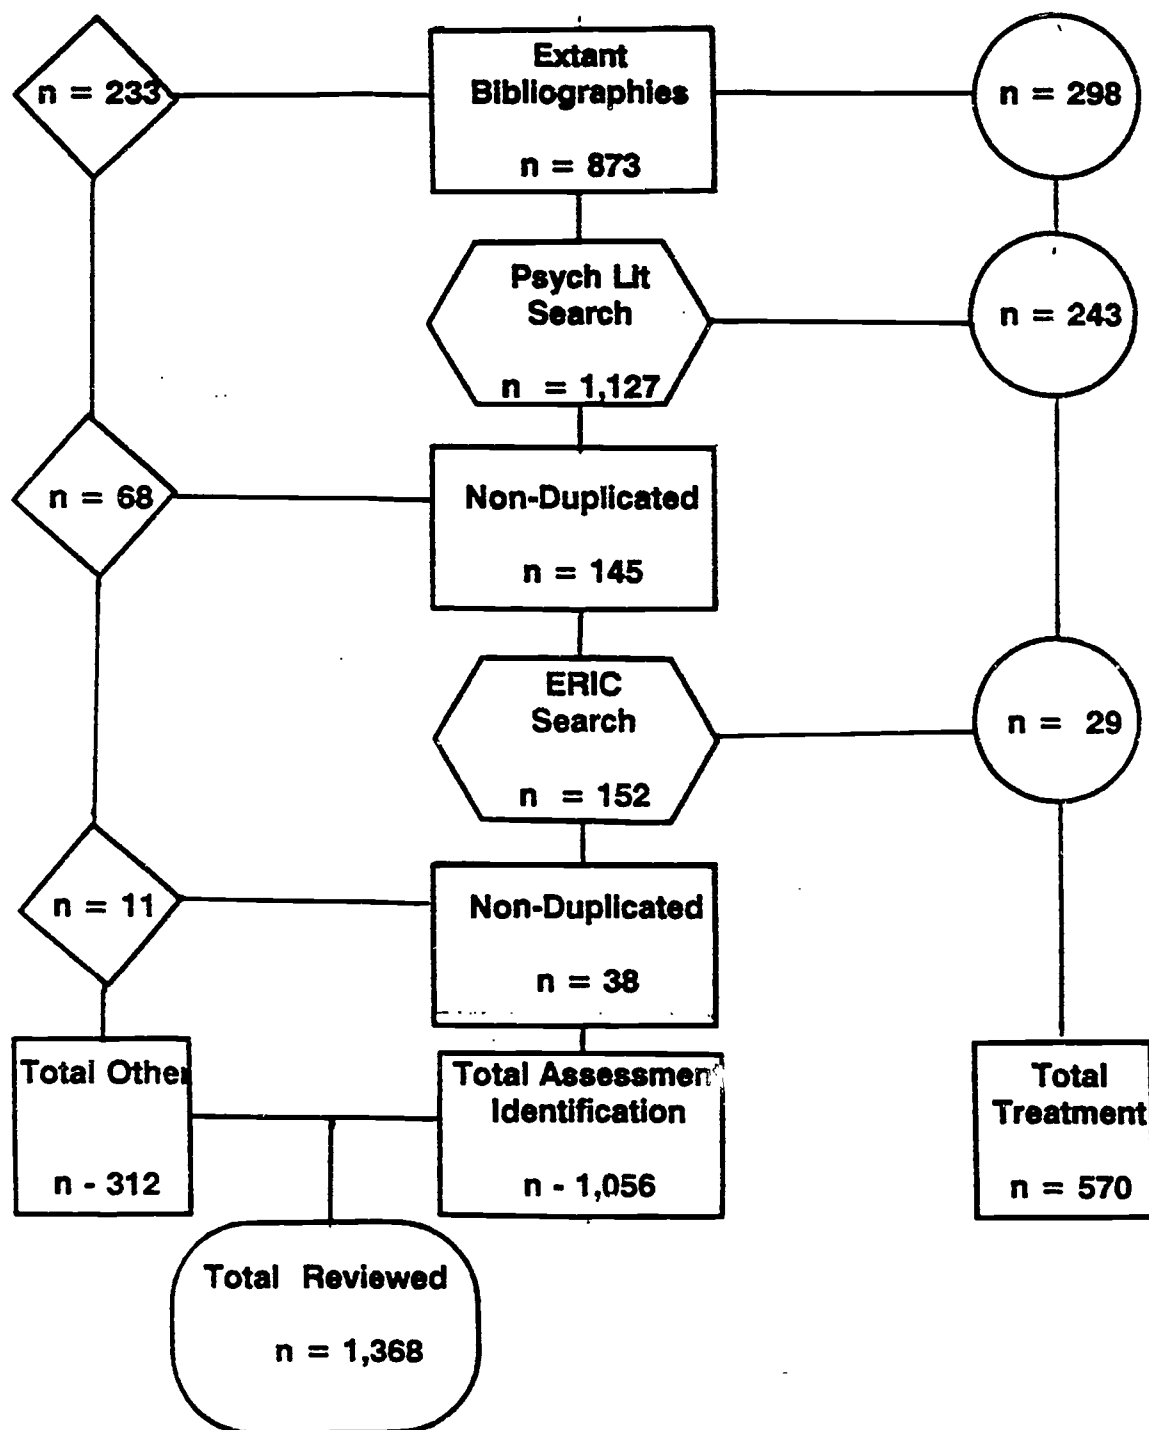 n = 233
Extant
Bibliographies
n = 873
n = 298
Psych Lit
Search
n = 1,127
n = 243
n = 68
Non-Duplicated
n = 145
ERIC
Search
n = 152
n = 29
n = 11
Non-Duplicated
n = 38
Total Other
n - 312
Total Assessment
Identification
n - 1,056
Total
Treatment
n = 570
Total Reviewed
n = 1,368